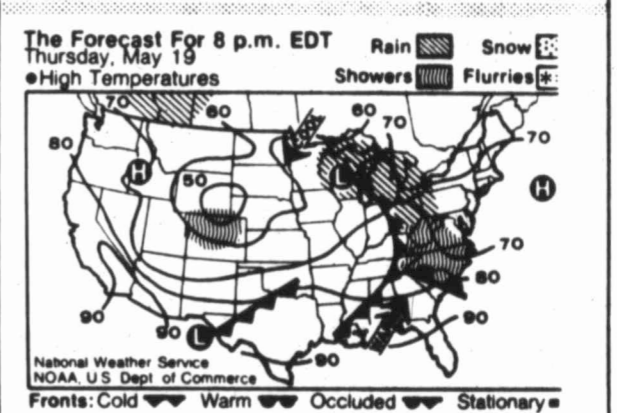 The Forecast For 8 p.m. EDT
Thursday, May 19
●High Temperatures
Rain Snow
Showers Flurries *
70
60
60
70
70
80
H
50
L
H
70
80
90
90
L
90
90
National Weather Service
NOAA, U S Dept of Commerce
Fronts: Cold Warm Occluded Stationary